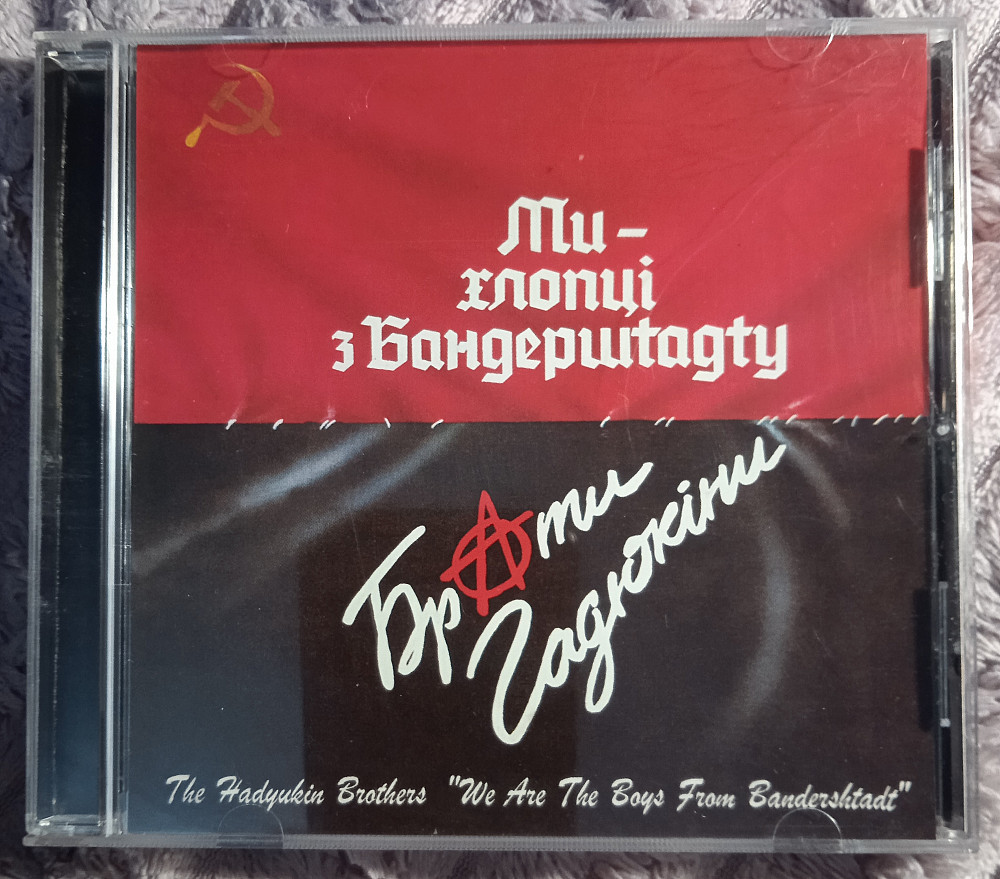 Ми –
хлопці
з Бандерштадту
Брати
Гадюкіни
The Hadyukin Brothers "We Are The Boys From Bandershtadt"